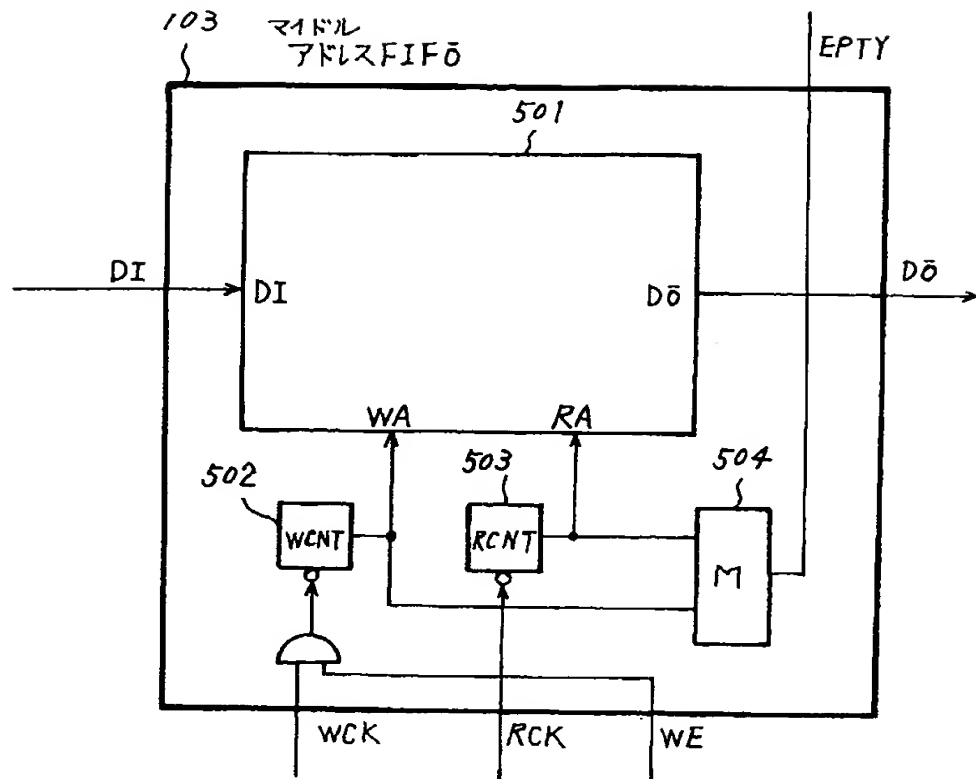 103
マイドル
アドレスFIFō
EPTY
501
DI
DI
Dō
Dō
WA
RA
502
503
504
WCNT
RCNT
M
WCK
RCK
WE